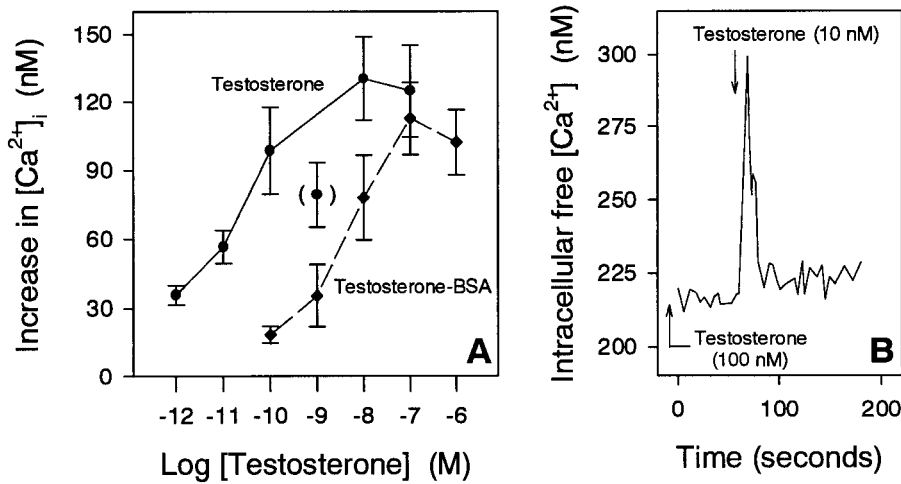 Increase in [Ca2+]i (nM)
150
120
90
60
30
0
Testosterone
( )
Testosterone-BSA
A
-12 -11 -10 -9 -8 -7 -6
Log [Testosterone] (M)
Intracellular free [Ca2+] (nM)
300
275
250
225
200
Testosterone (10 nM)
Testosterone
(100 nM)
B
0 100 200
Time (seconds)